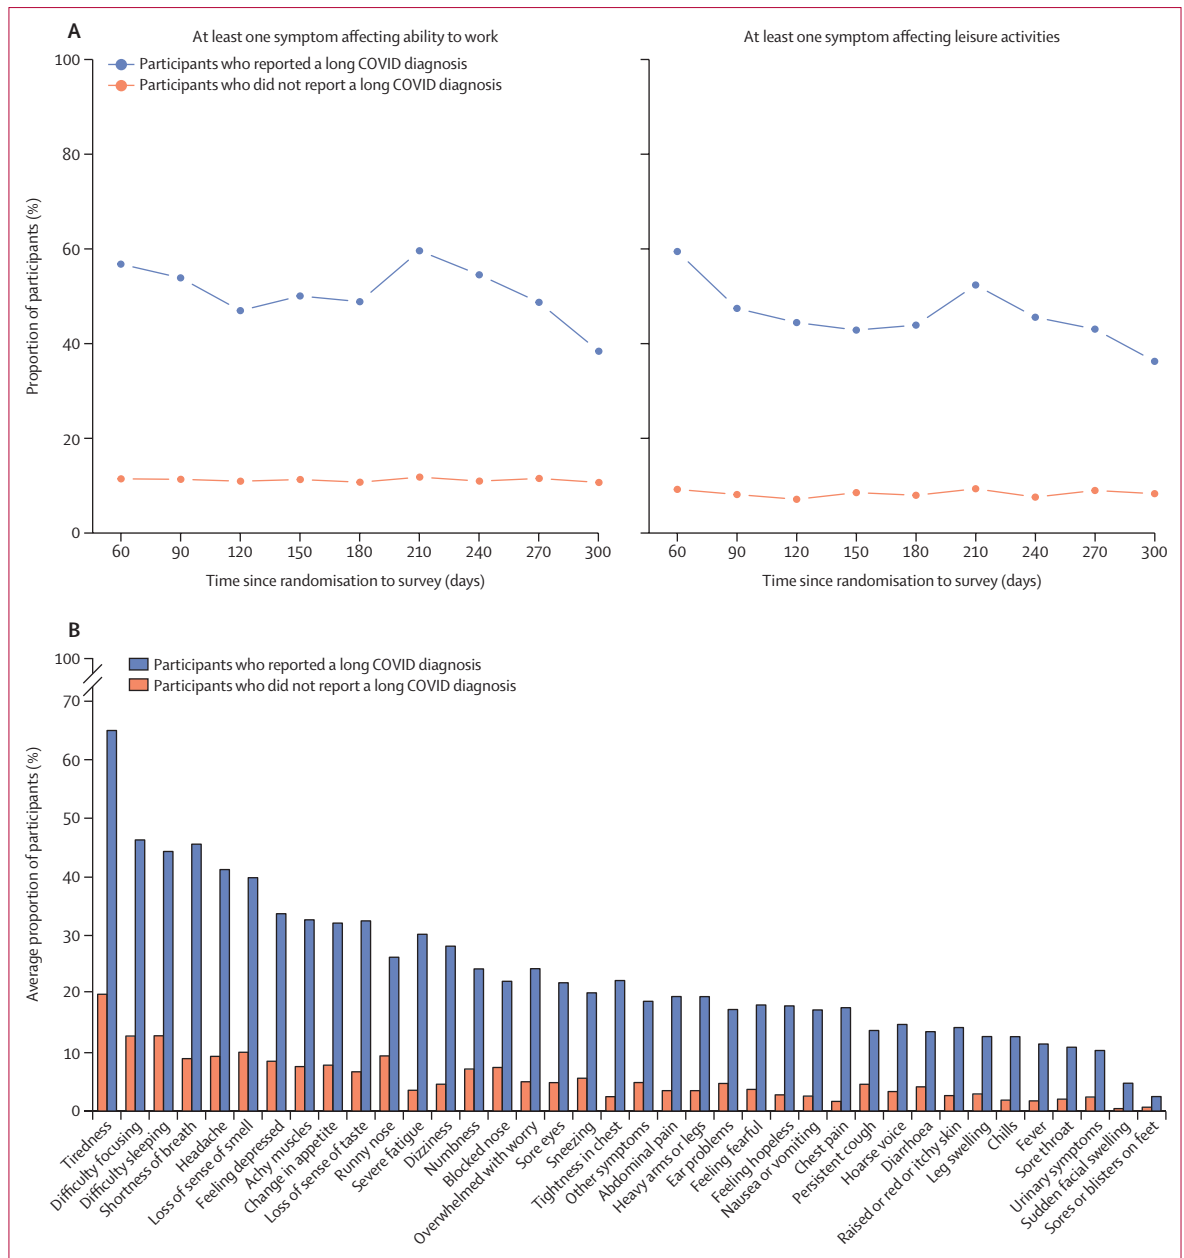 A
At least one symptom affecting ability to work
At least one symptom affecting leisure activities
Participants who reported a long COVID diagnosis
Participants who did not report a long COVID diagnosis
100
80
60
40
20
0
Proportion of participants (%)
60 90 120 150 180 210 240 270 300
60 90 120 150 180 210 240 270 300
Time since randomisation to survey (days)
Time since randomisation to survey (days)
B
Participants who reported a long COVID diagnosis
Participants who did not report a long COVID diagnosis
100
70
60
50
40
30
20
10
0
Average proportion of participants (%)
Tiredness
Difficulty focusing
Difficulty sleeping
Shortness of breath
Headache
Loss of sense of smell
Feeling depressed
Achy muscles
Change in appetite
Loss of sense of taste
Runny nose
Severe fatigue
Dizziness
Numbness
Blocked nose
Overwhelmed with worry
Sore eyes
Sneezing
Tightness in chest
Other symptoms
Abdominal pain
Heavy arms or legs
Ear problems
Feeling fearful
Feeling hopeless
Nausea or vomiting
Chest pain
Persistent cough
Hoarse voice
Diarrhoea
Raised or red or itchy skin
Leg swelling
Chills
Fever
Sore throat
Urinary symptoms
Sudden facial swelling
Sores or blisters on feet